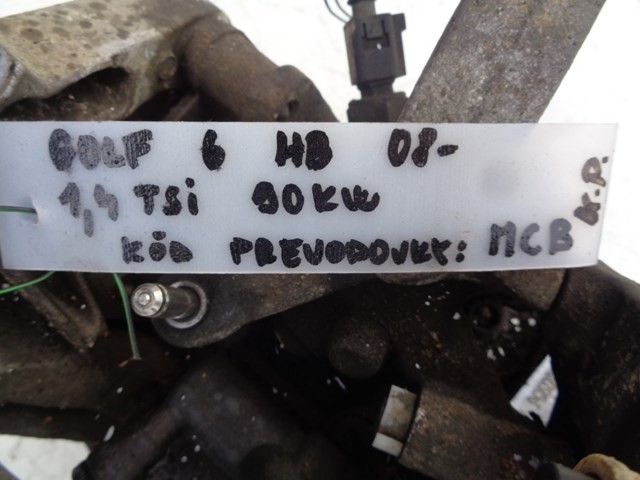 GOLF 6 HB 08-
1,4 TSi 90KW
KÓD PREVODOVKY: MCB